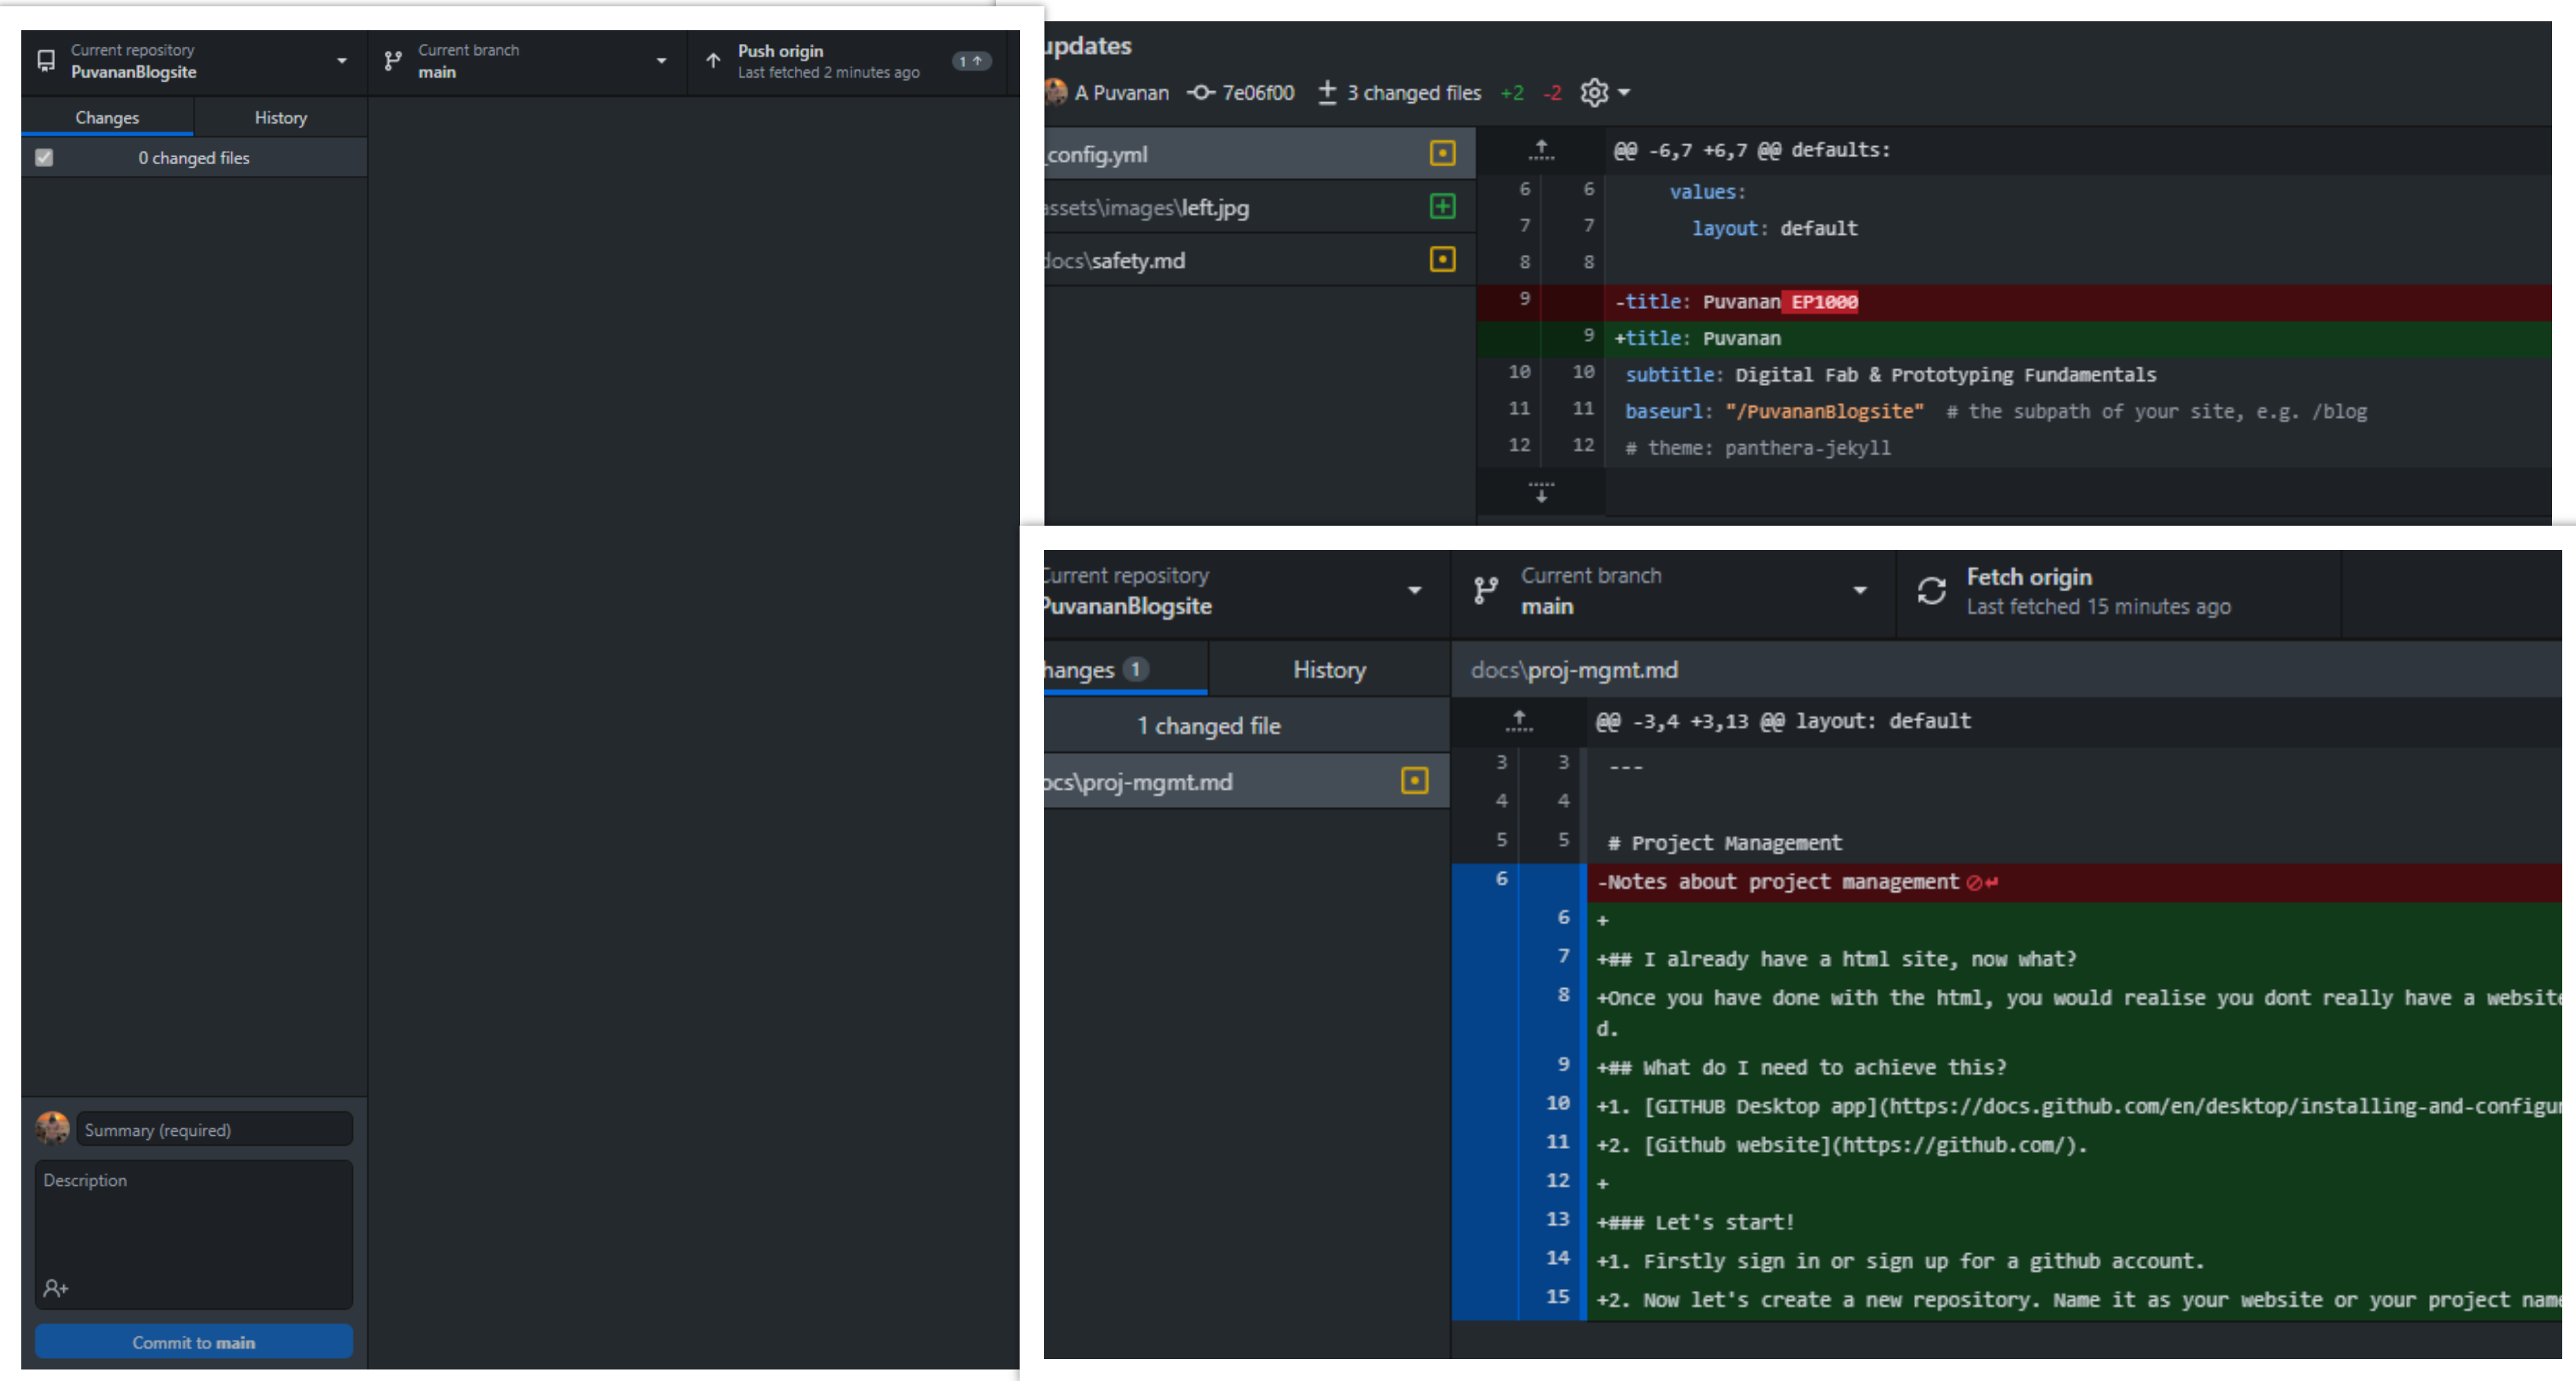 Current repository
PuvananBlogsite
Current branch
main
Push origin
Last fetched 2 minutes ago
1
Changes
History
0 changed files
Summary (required)
Description
Commit to main
updates
A Puvanan 7e06f00 3 changed files +2 -2
_config.yml
assets\images\left.jpg
docs\safety.md
@@ -6,7 +6,7 @@ defaults:
6 6 values:
7 7 layout: default
8 8
9 -title: Puvanan EP1000
9 +title: Puvanan
10 10 subtitle: Digital Fab & Prototyping Fundamentals
11 11 baseurl: "/PuvananBlogsite" # the subpath of your site, e.g. /blog
12 12 # theme: panthera-jekyll
Current repository
PuvananBlogsite
Current branch
main
Fetch origin
Last fetched 15 minutes ago
hanges 1
History
docs\proj-mgmt.md
1 changed file
ocs\proj-mgmt.md
@@ -3,4 +3,13 @@ layout: default
3 3 ---
4 4
5 5 # Project Management
6 -Notes about project management
6 +
7 +## I already have a html site, now what?
8 +Once you have done with the html, you would realise you dont really have a website
d.
9 +## What do I need to achieve this?
10 +1. [GITHUB Desktop app](https://docs.github.com/en/desktop/installing-and-configur
11 +2. [Github website](https://github.com/).
12 +
13 +### Let's start!
14 +1. Firstly sign in or sign up for a github account.
15 +2. Now let's create a new repository. Name it as your website or your project name